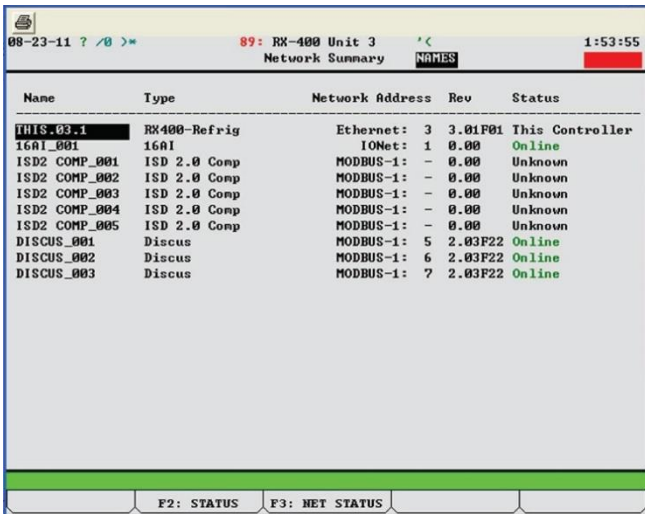 08-23-11 ? /0 >* 89: RX-400 Unit 3 '< 1:53:55
Network Summary NAMES
Name Type Network Address Rev Status
THIS.03.1 RX400-Refrig Ethernet: 3 3.01F01 This Controller
16AI_001 16AI IONet: 1 0.00 Online
ISD2 COMP_001 ISD 2.0 Comp MODBUS-1: - 0.00 Unknown
ISD2 COMP_002 ISD 2.0 Comp MODBUS-1: - 0.00 Unknown
ISD2 COMP_003 ISD 2.0 Comp MODBUS-1: - 0.00 Unknown
ISD2 COMP_004 ISD 2.0 Comp MODBUS-1: - 0.00 Unknown
ISD2 COMP_005 ISD 2.0 Comp MODBUS-1: - 0.00 Unknown
DISCUS_001 Discus MODBUS-1: 5 2.03F22 Online
DISCUS_002 Discus MODBUS-1: 6 2.03F22 Online
DISCUS_003 Discus MODBUS-1: 7 2.03F22 Online
F2: STATUS F3: NET STATUS